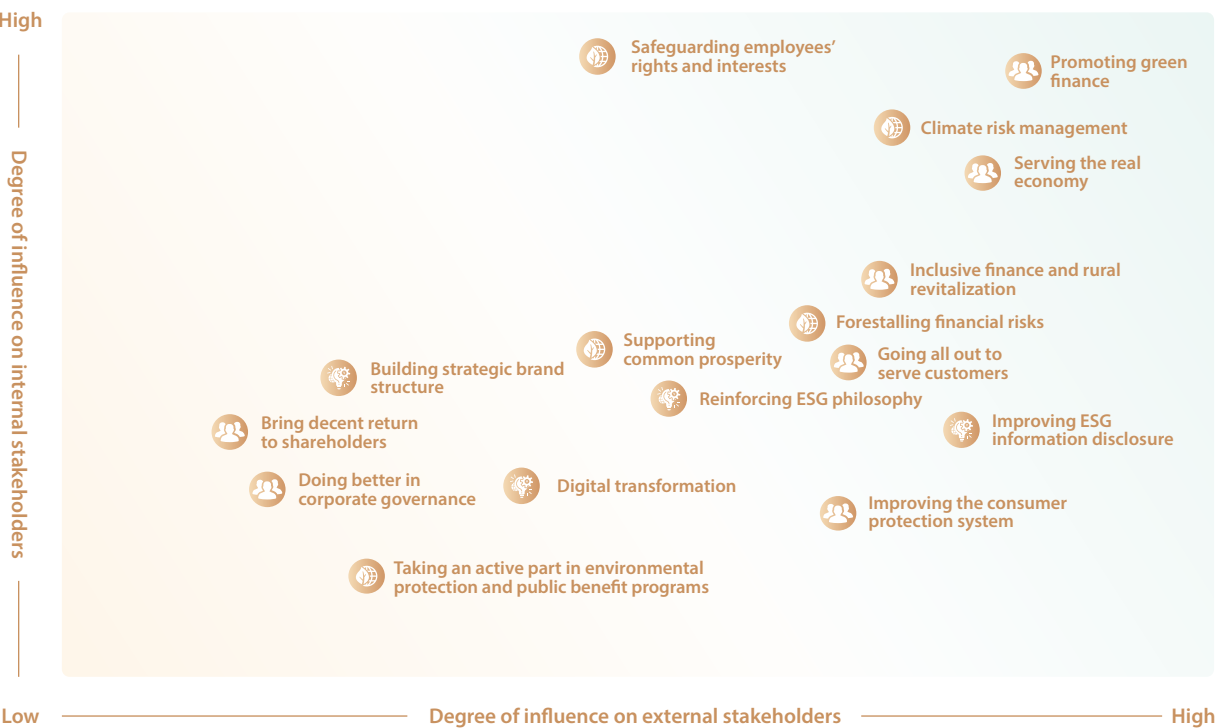 High
Safeguarding employees'
rights and interests
Promoting green
finance
Climate risk management
Serving the real
economy
Degree of influence on internal stakeholders
Inclusive finance and rural
revitalization
Forestalling financial risks
Supporting
common prosperity
Going all out to
serve customers
Building strategic brand
structure
Reinforcing ESG philosophy
Bring decent return
to shareholders
Improving ESG
information disclosure
Doing better in
corporate governance
Digital transformation
Improving the consumer
protection system
Taking an active part in environmental
protection and public benefit programs
Low
Degree of influence on external stakeholders
High